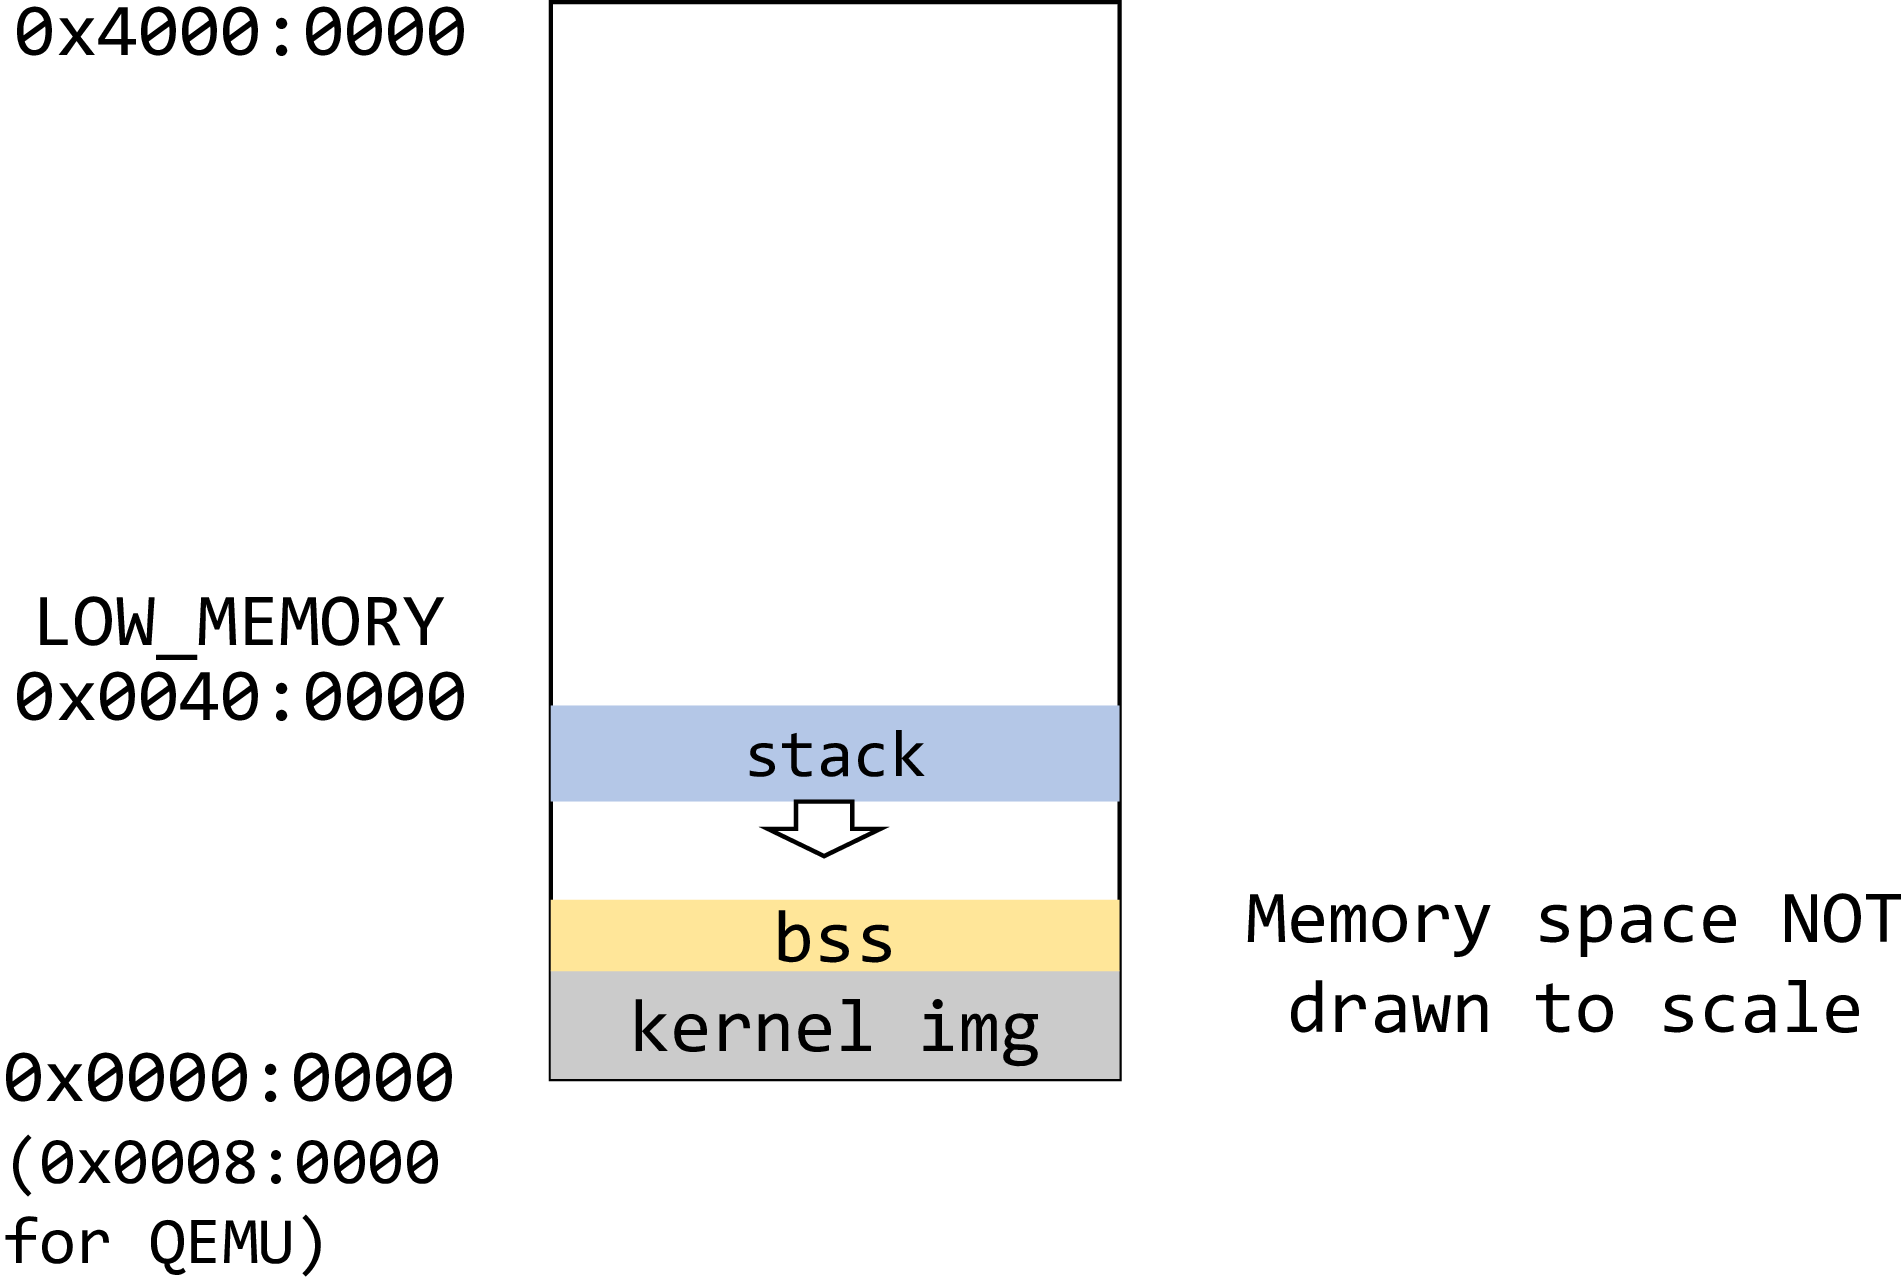 0x4000:0000
LOW_MEMORY
0x0040:0000
stack
bss
Memory space NOT
drawn to scale
kernel img
0x0000:0000
(0x0008:0000
for QEMU)